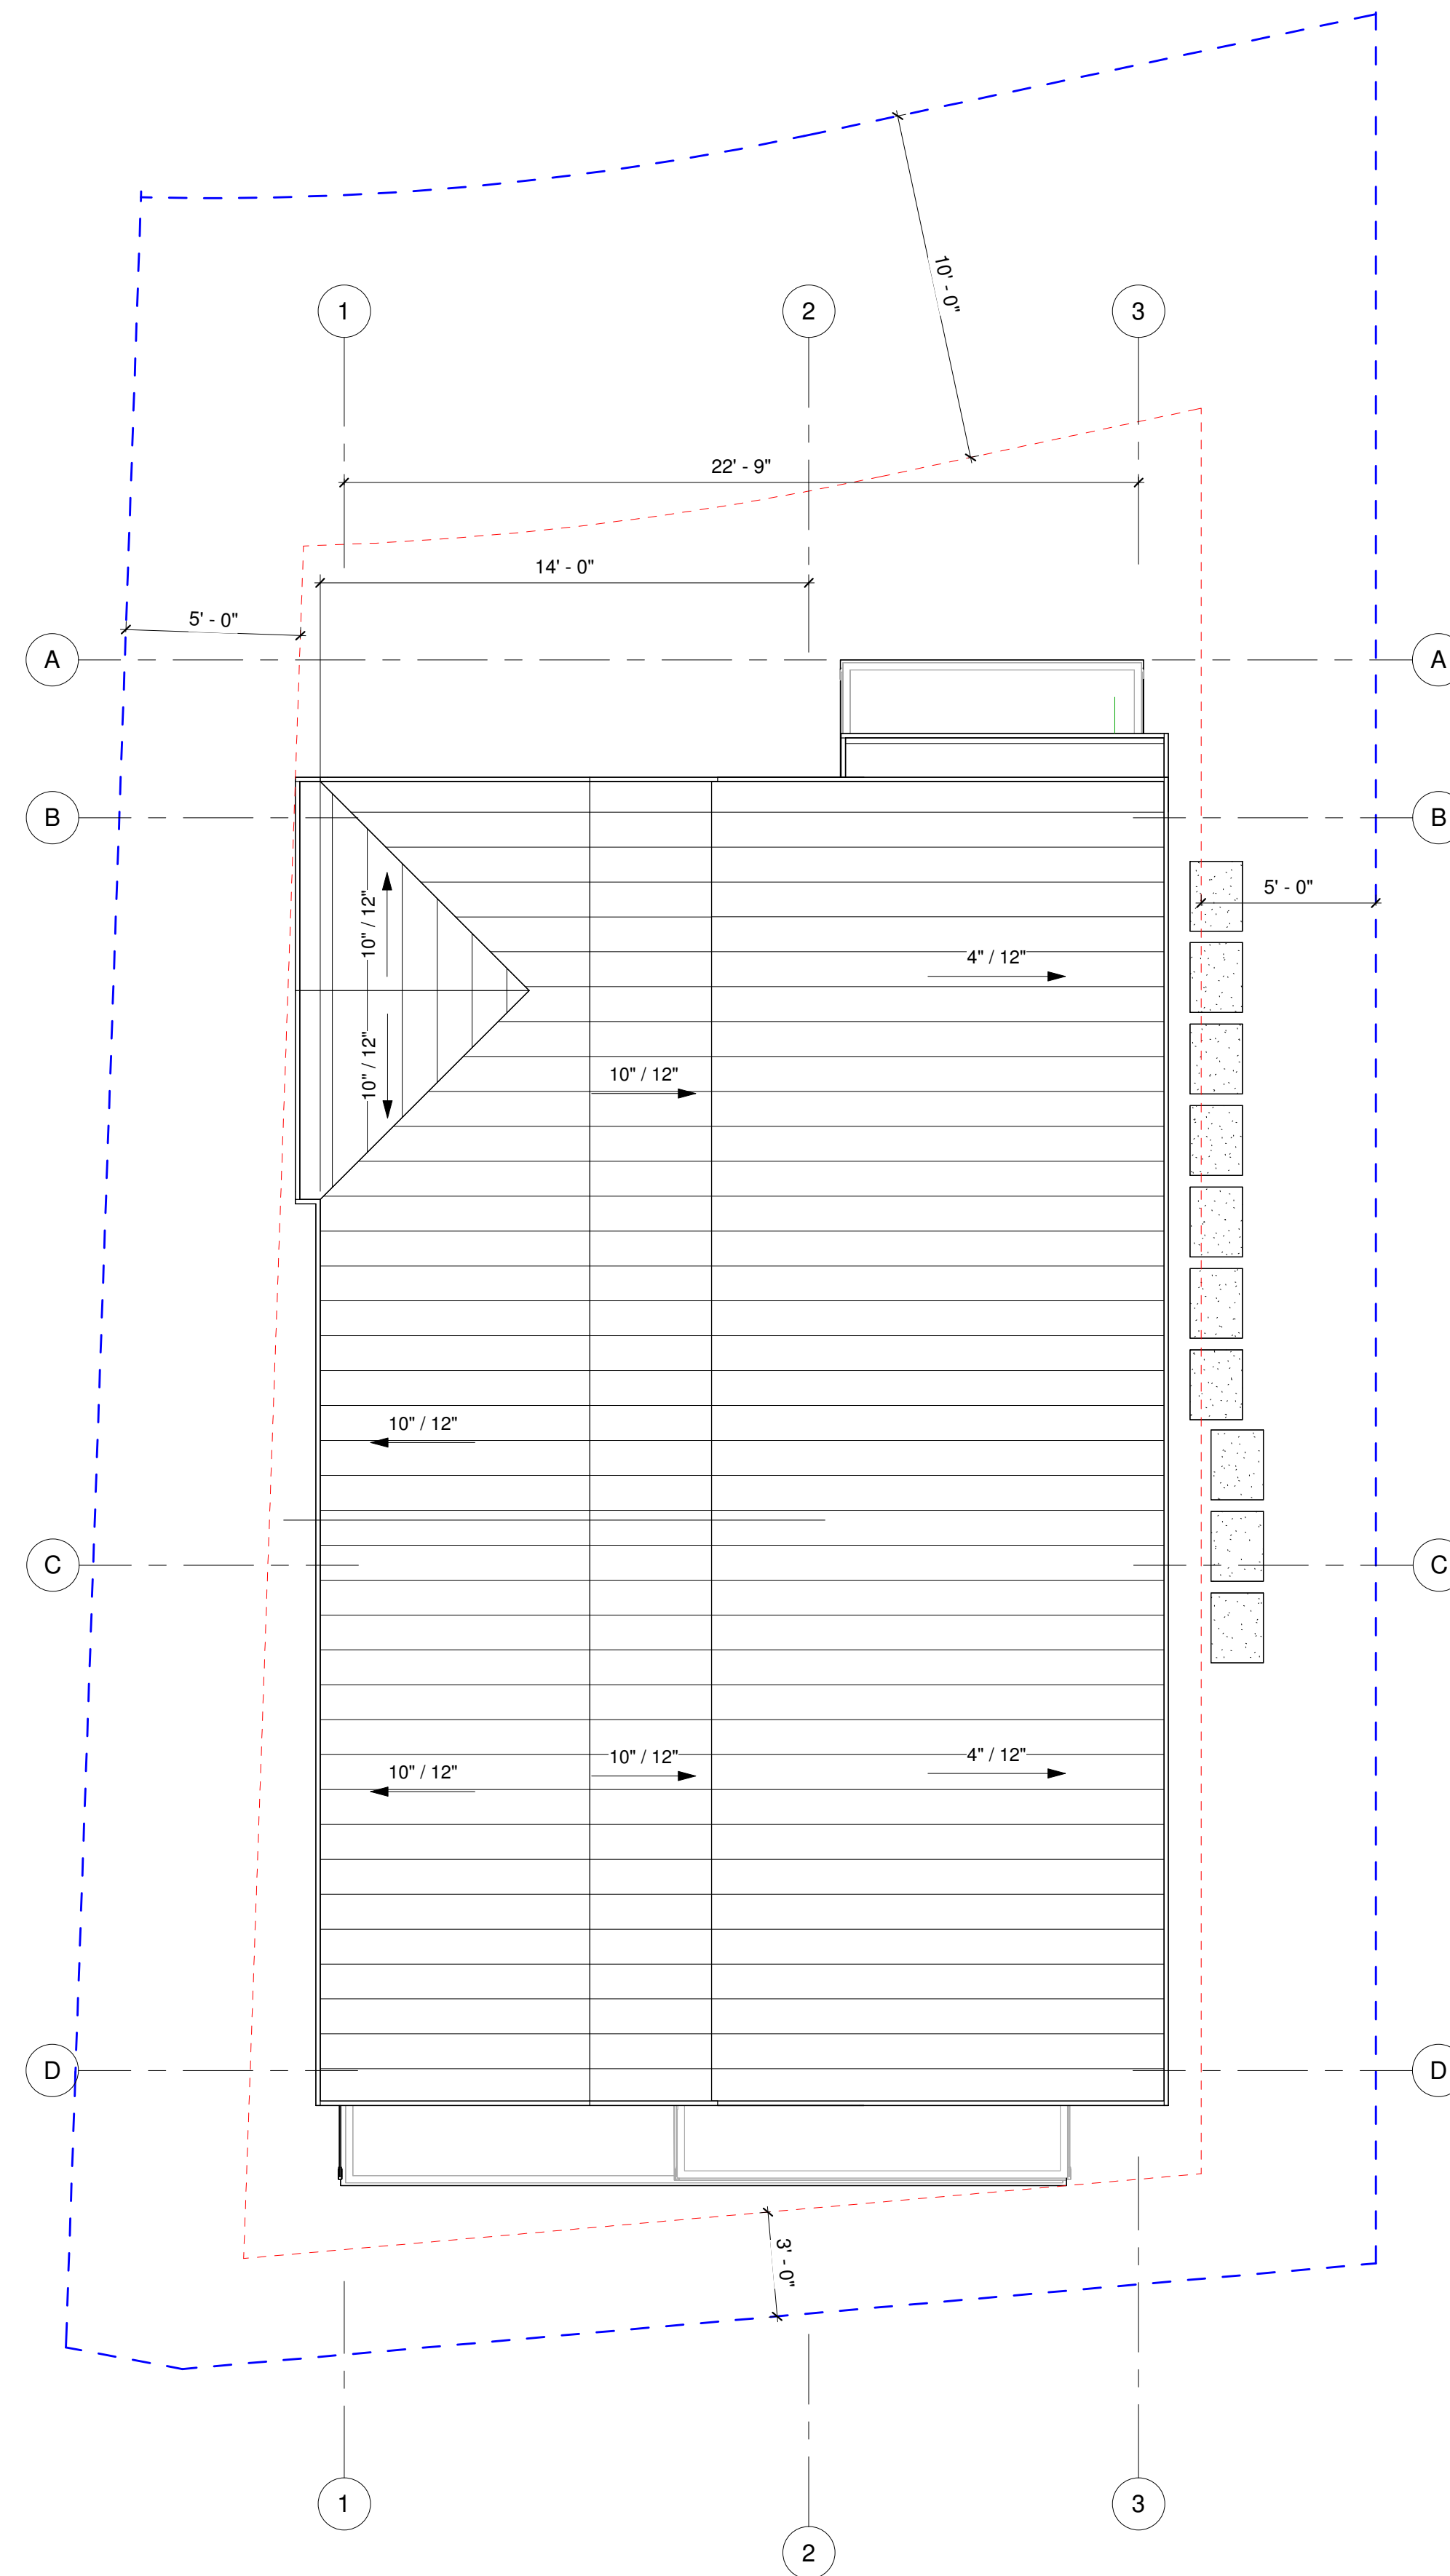 10' - 0"
1
2
3
22' - 9"
14' - 0"
5' - 0"
A
A
B
B
5' - 0"
10" / 12"
4" / 12"
10" / 12"
10" / 12"
10" / 12"
C
C
10" / 12"
4" / 12"
10" / 12"
D
D
3' - 0"
1
3
2